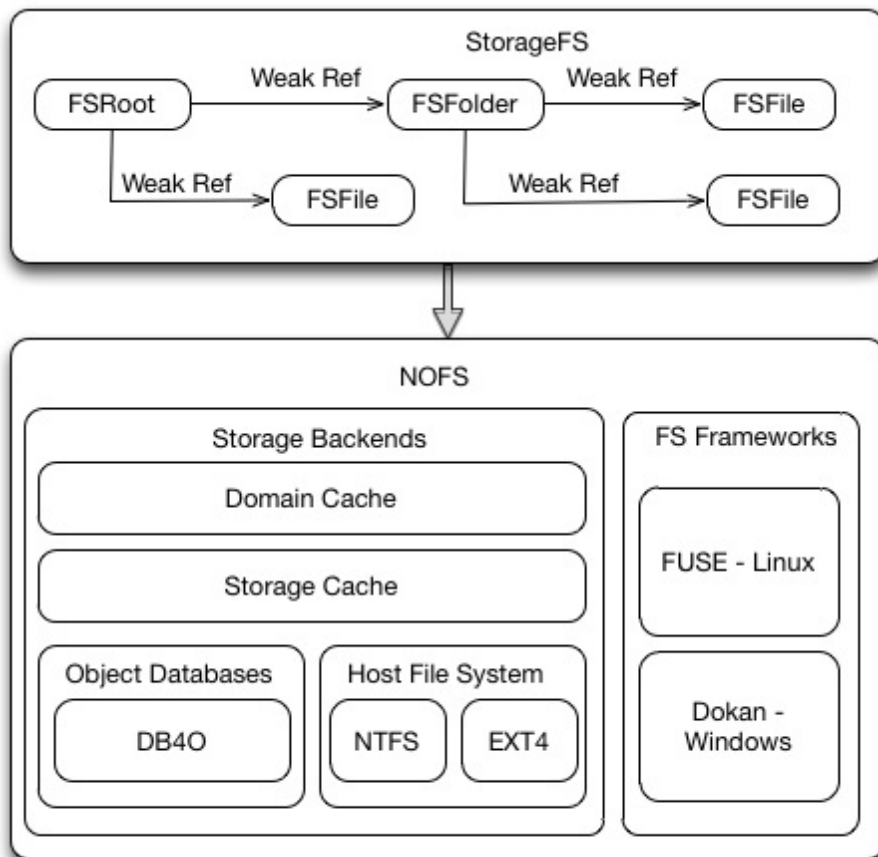 StorageFS
Weak Ref
Weak Ref
FSRoot
FSFolder
FSFile
Weak Ref
Weak Ref
FSFile
FSFile
NOFS
Storage Backends
FS Frameworks
Domain Cache
Storage Cache
FUSE - Linux
Object Databases
Host File System
DB4O
NTFS
EXT4
Dokan -
Windows